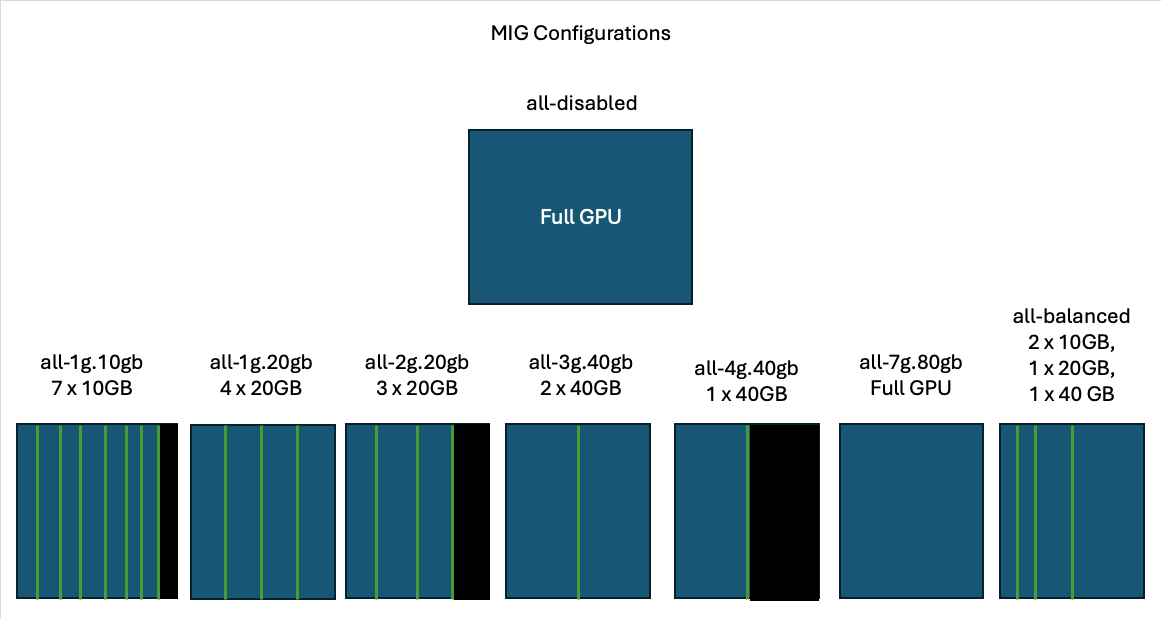 MIG Configurations
all-disabled
Full GPU
all-1g.10gb
7 x 10GB
all-1g.20gb
4 x 20GB
all-2g.20gb
3 x 20GB
all-3g.40gb
2 x 40GB
all-4g.40gb
1 x 40GB
all-7g.80gb
Full GPU
all-balanced
2 x 10GB,
1 x 20GB,
1 x 40 GB